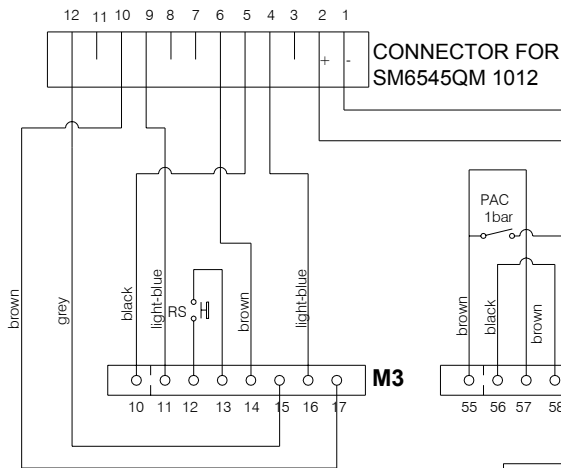 12 11 10 9 8 7 6 5 4 3 2 1
+ -
CONNECTOR FOR
SM6545QM 1012
PAC
1bar
brown
grey
black
light-blue
RS
brown
light-blue
brown
black
brown
M3
10 11 12 13 14 15 16 17
55 56 57 58